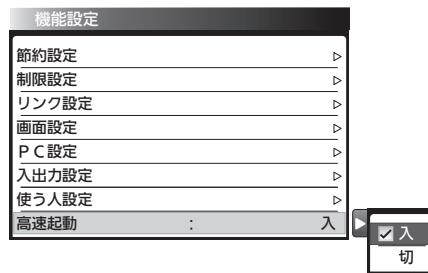 機能設定
節約設定
制限設定
リンク設定
画面設定
ＰＣ設定
入出力設定
使う人設定
高速起動 : 入
入
切